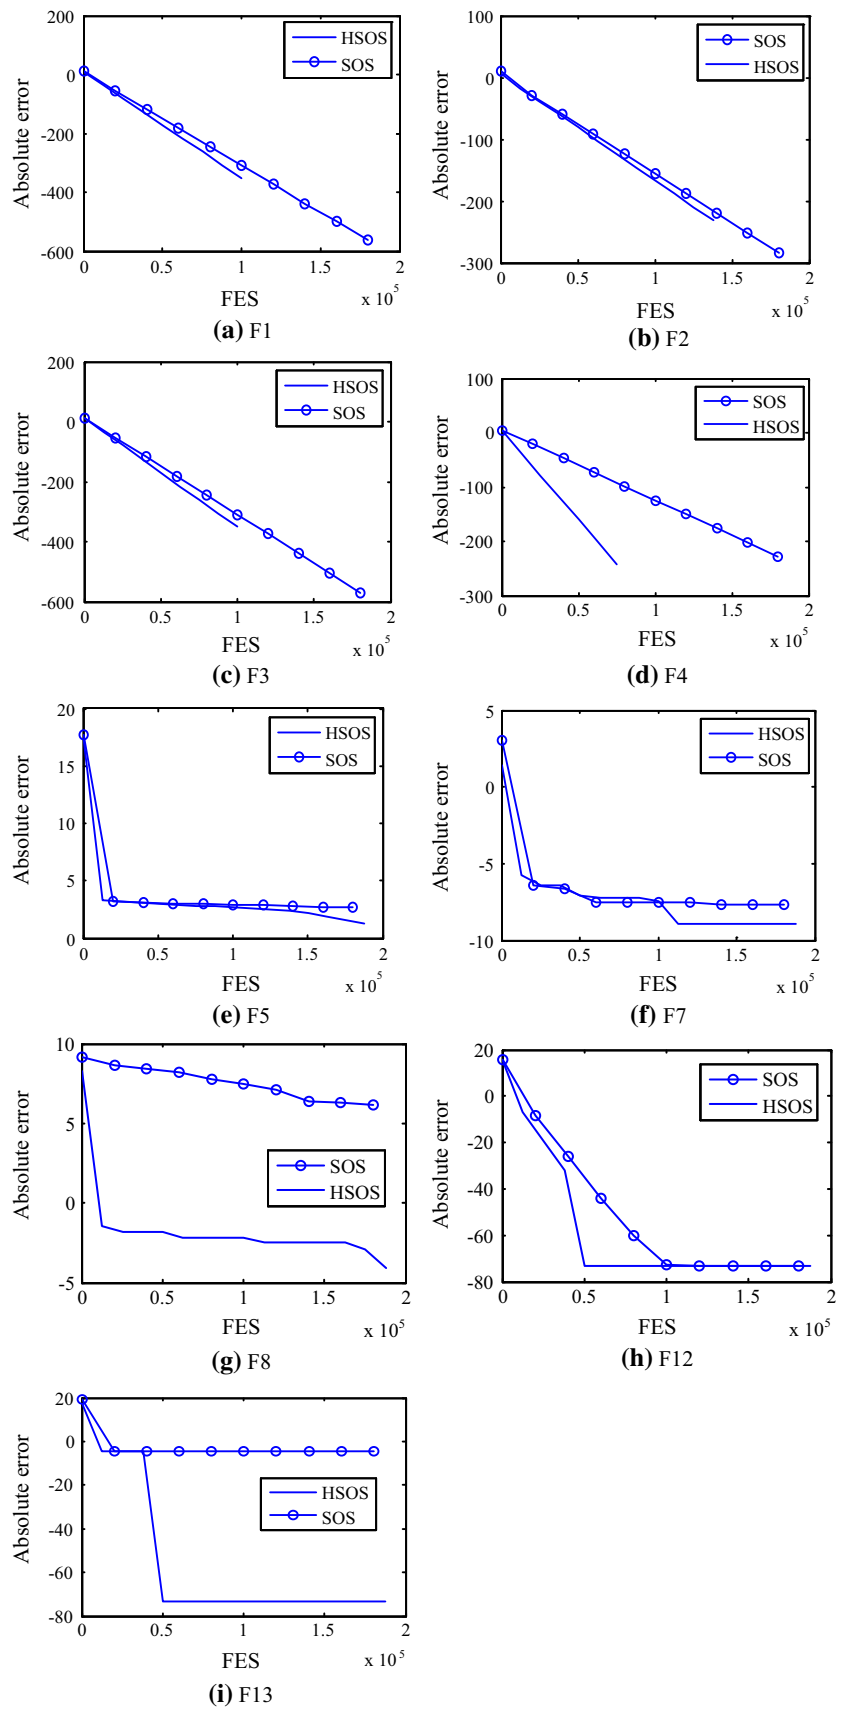 200
0
-200
-400
-600
0 0.5 1 1.5 2
Absolute error
HSOS
SOS
FES
x 10^5
(a) F1
100
0
-100
-200
-300
0 0.5 1 1.5 2
Absolute error
SOS
HSOS
FES
x 10^5
(b) F2
200
0
-200
-400
-600
0 0.5 1 1.5 2
Absolute error
HSOS
SOS
FES
x 10^5
(c) F3
100
0
-100
-200
-300
0 0.5 1 1.5 2
Absolute error
SOS
HSOS
FES
x 10^5
(d) F4
20
15
10
5
0
0 0.5 1 1.5 2
Absolute error
HSOS
SOS
FES
x 10^5
(e) F5
5
0
-5
-10
0 0.5 1 1.5 2
Absolute error
HSOS
SOS
FES
x 10^5
(f) F7
10
5
0
-5
0 0.5 1 1.5 2
Absolute error
SOS
HSOS
FES
x 10^5
(g) F8
20
0
-20
-40
-60
-80
0 0.5 1 1.5 2
Absolute error
SOS
HSOS
FES
x 10^5
(h) F12
20
0
-20
-40
-60
-80
0 0.5 1 1.5 2
Absolute error
HSOS
SOS
FES
x 10^5
(i) F13